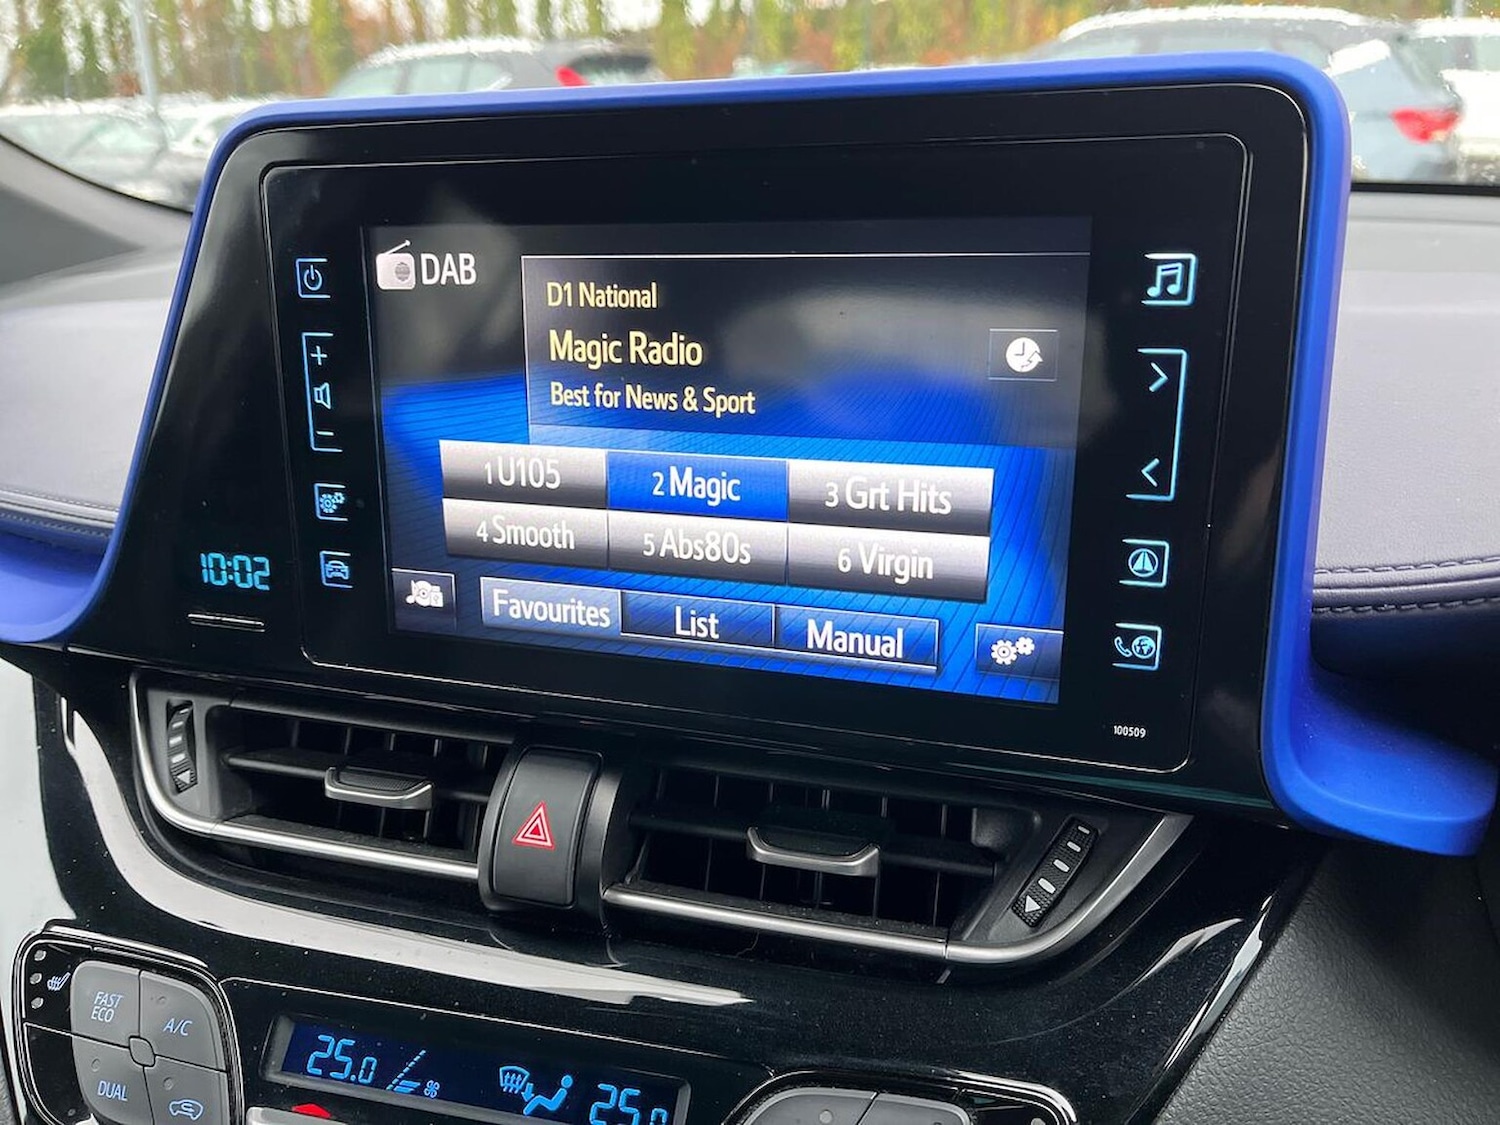 DAB
D1 National
Magic Radio
Best for News & Sport
1 U105
2 Magic
3 Grt Hits
4 Smooth
5 Abs80s
6 Virgin
Favourites
List
Manual
10:02
100509
FAST
ECO
A/C
DUAL
25.0
25.0